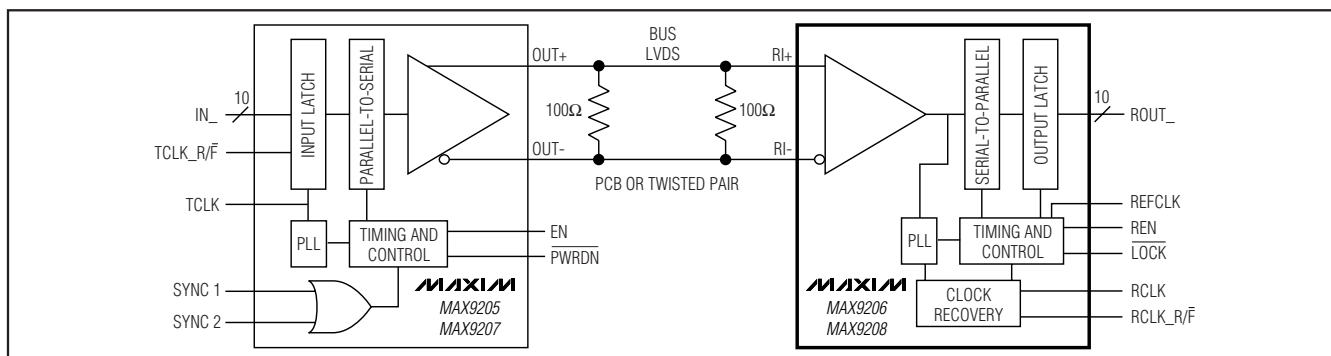 10
IN_
TCLK_R/F̅
TCLK
SYNC 1
SYNC 2
INPUT LATCH
PARALLEL-TO-SERIAL
PLL
TIMING AND
CONTROL
EN
P̅W̅R̅D̅N̅
MAXIM
MAX9205
MAX9207
OUT+
OUT-
BUS
LVDS
100Ω
100Ω
PCB OR TWISTED PAIR
RI+
RI-
SERIAL-TO-PARALLEL
OUTPUT LATCH
10
ROUT_
PLL
TIMING AND
CONTROL
CLOCK
RECOVERY
REFCLK
REN
L̅O̅C̅K̅
RCLK
RCLK_R/F̅
MAXIM
MAX9206
MAX9208